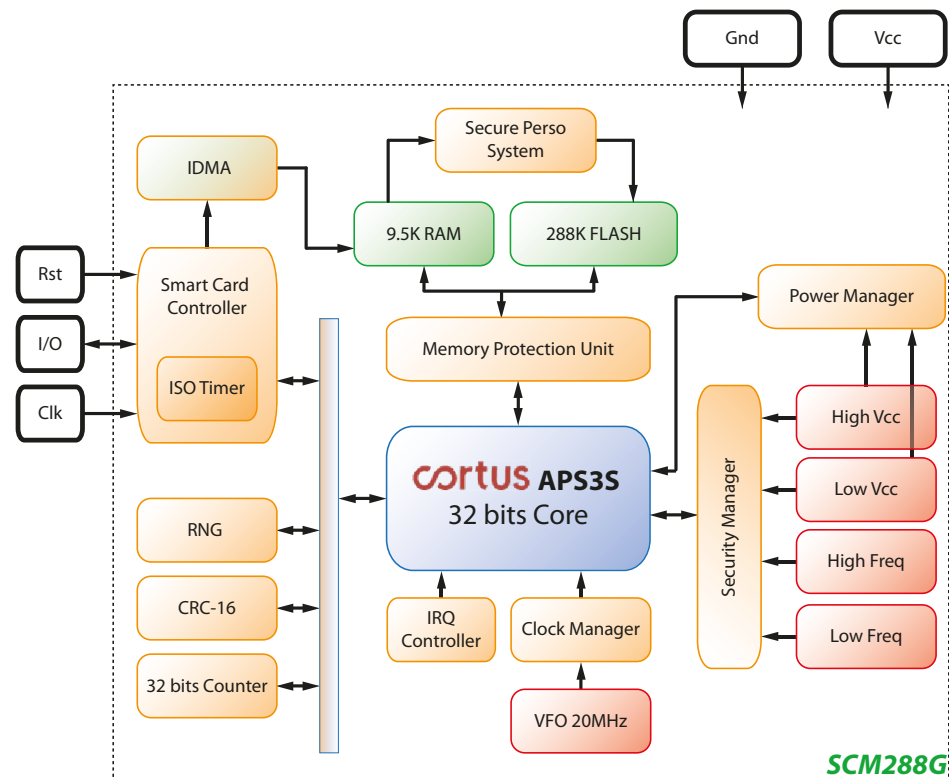 Gnd
Vcc
Secure Perso
System
IDMA
9.5K RAM
288K FLASH
Rst
Smart Card
Controller
Power Manager
I/O
Memory Protection Unit
ISO Timer
Clk
High Vcc
cortus APS3S
32 bits Core
Low Vcc
Security Manager
RNG
High Freq
CRC-16
IRQ
Controller
Clock Manager
Low Freq
32 bits Counter
VFO 20MHz
SCM288G